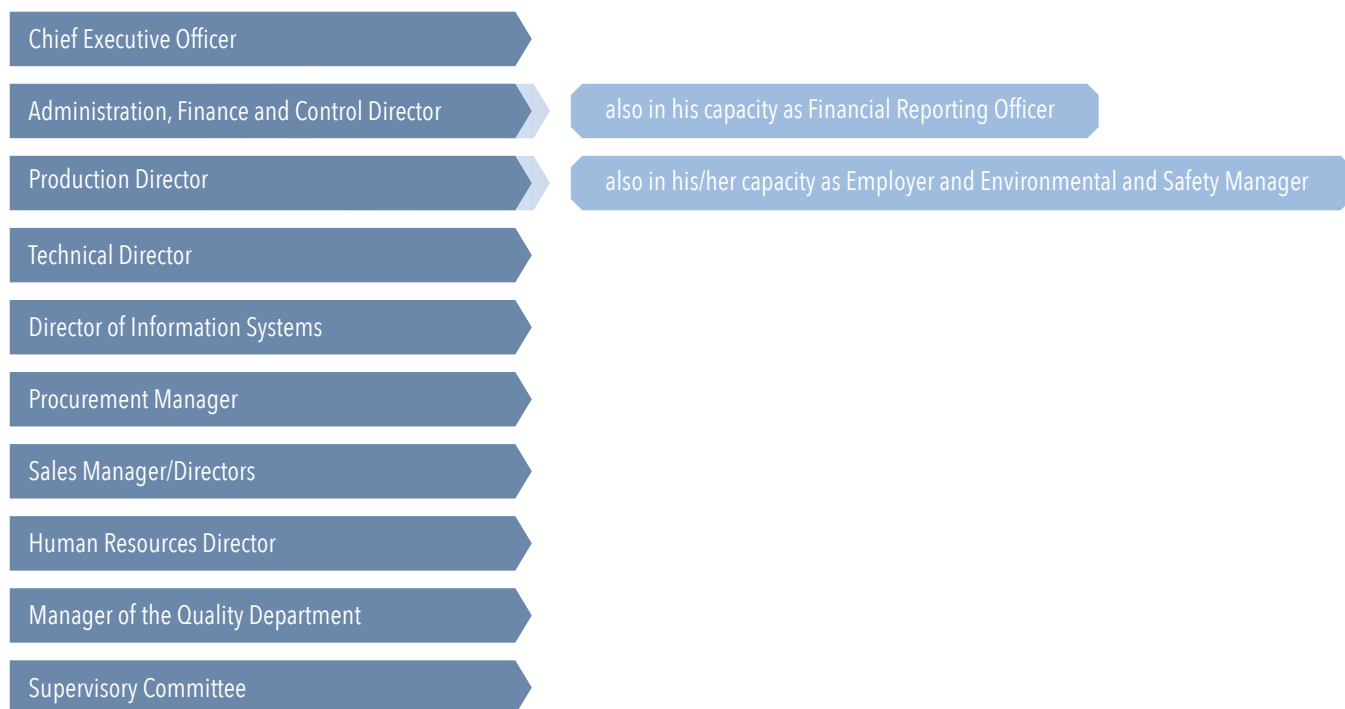 Chief Executive Officer
Administration, Finance and Control Director
also in his capacity as Financial Reporting Officer
Production Director
also in his/her capacity as Employer and Environmental and Safety Manager
Technical Director
Director of Information Systems
Procurement Manager
Sales Manager/Directors
Human Resources Director
Manager of the Quality Department
Supervisory Committee